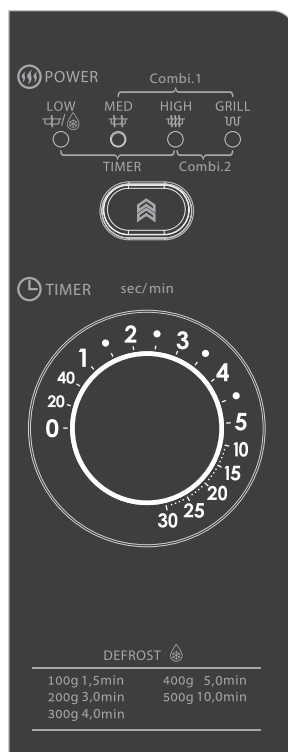 POWER
Combi.1
LOW MED HIGH GRILL
TIMER Combi.2
TIMER sec/min
0 20 40 1 2 3 4 5 10 15 20 25 30
DEFROST
100g 1,5min 400g 5,0min
200g 3,0min 500g 10,0min
300g 4,0min